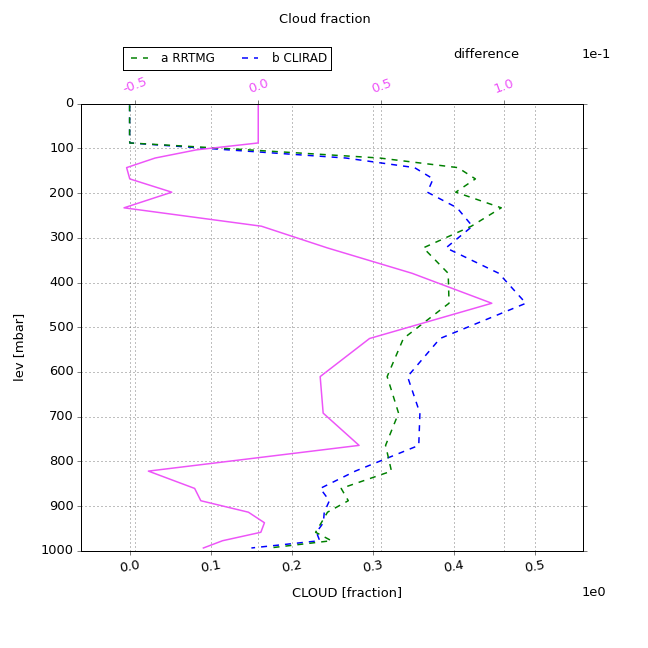 Cloud fraction
a RRTMG b CLIRAD difference 1e-1
-0.5 0.0 0.5 1.0
0
100
200
300
400
500
600
700
800
900
1000
lev [mbar]
0.0 0.1 0.2 0.3 0.4 0.5
CLOUD [fraction] 1e0